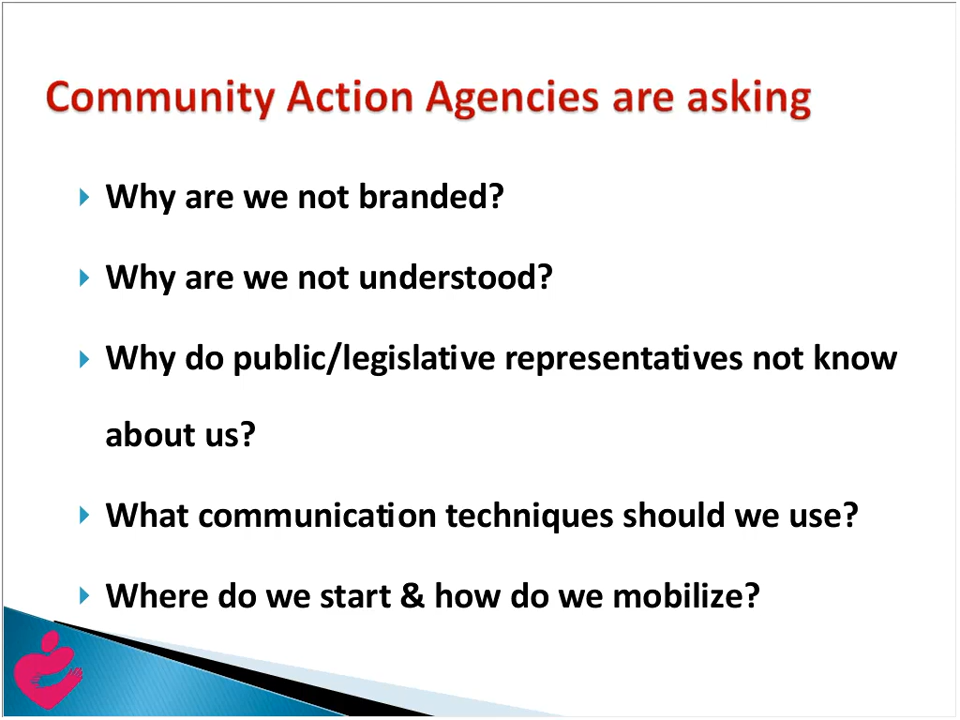 Community Action Agencies are asking
Why are we not branded?
Why are we not understood?
Why do public/legislative representatives not know
about us?
What communication techniques should we use?
Where do we start & how do we mobilize?